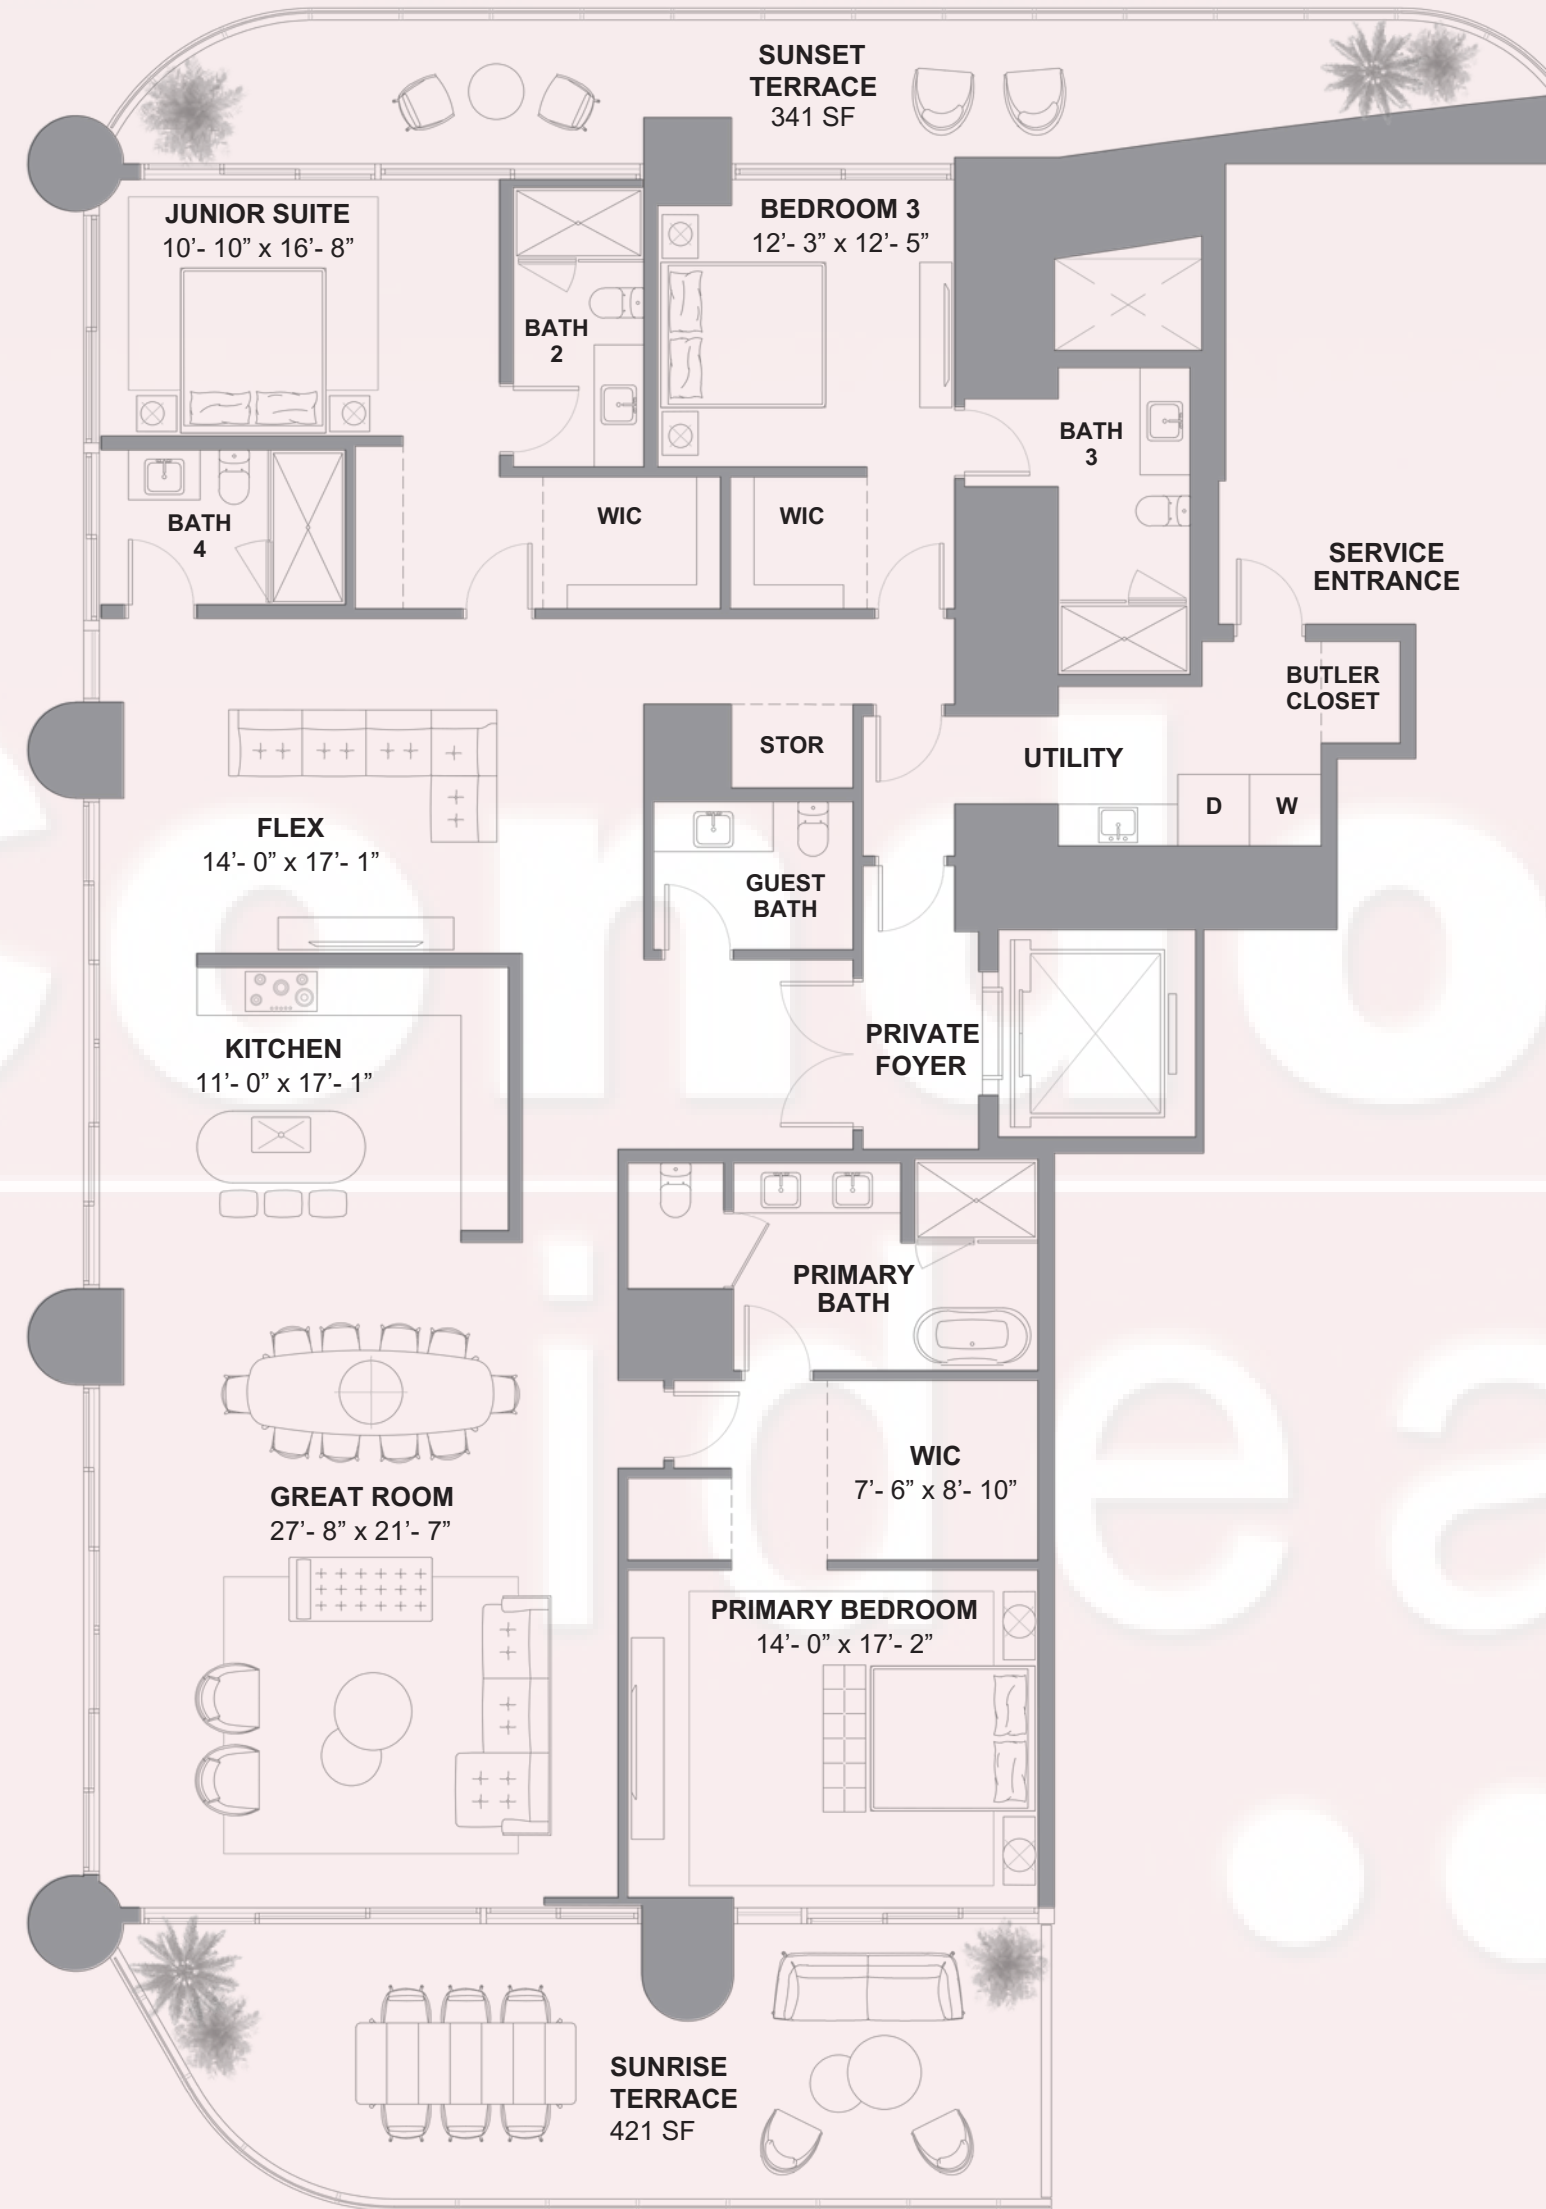 SUNSET
TERRACE
341 SF
JUNIOR SUITE
10’- 10” x 16’- 8”
BEDROOM 3
12’- 3” x 12’- 5”
BATH
2
BATH
3
BATH
4
WIC
WIC
SERVICE
ENTRANCE
BUTLER
CLOSET
STOR
UTILITY
D
W
FLEX
14’- 0” x 17’- 1”
GUEST
BATH
KITCHEN
11’- 0” x 17’- 1”
PRIVATE
FOYER
PRIMARY
BATH
WIC
7’- 6” x 8’- 10”
GREAT ROOM
27’- 8” x 21’- 7”
PRIMARY BEDROOM
14’- 0” x 17’- 2”
SUNRISE
TERRACE
421 SF
condo
idea